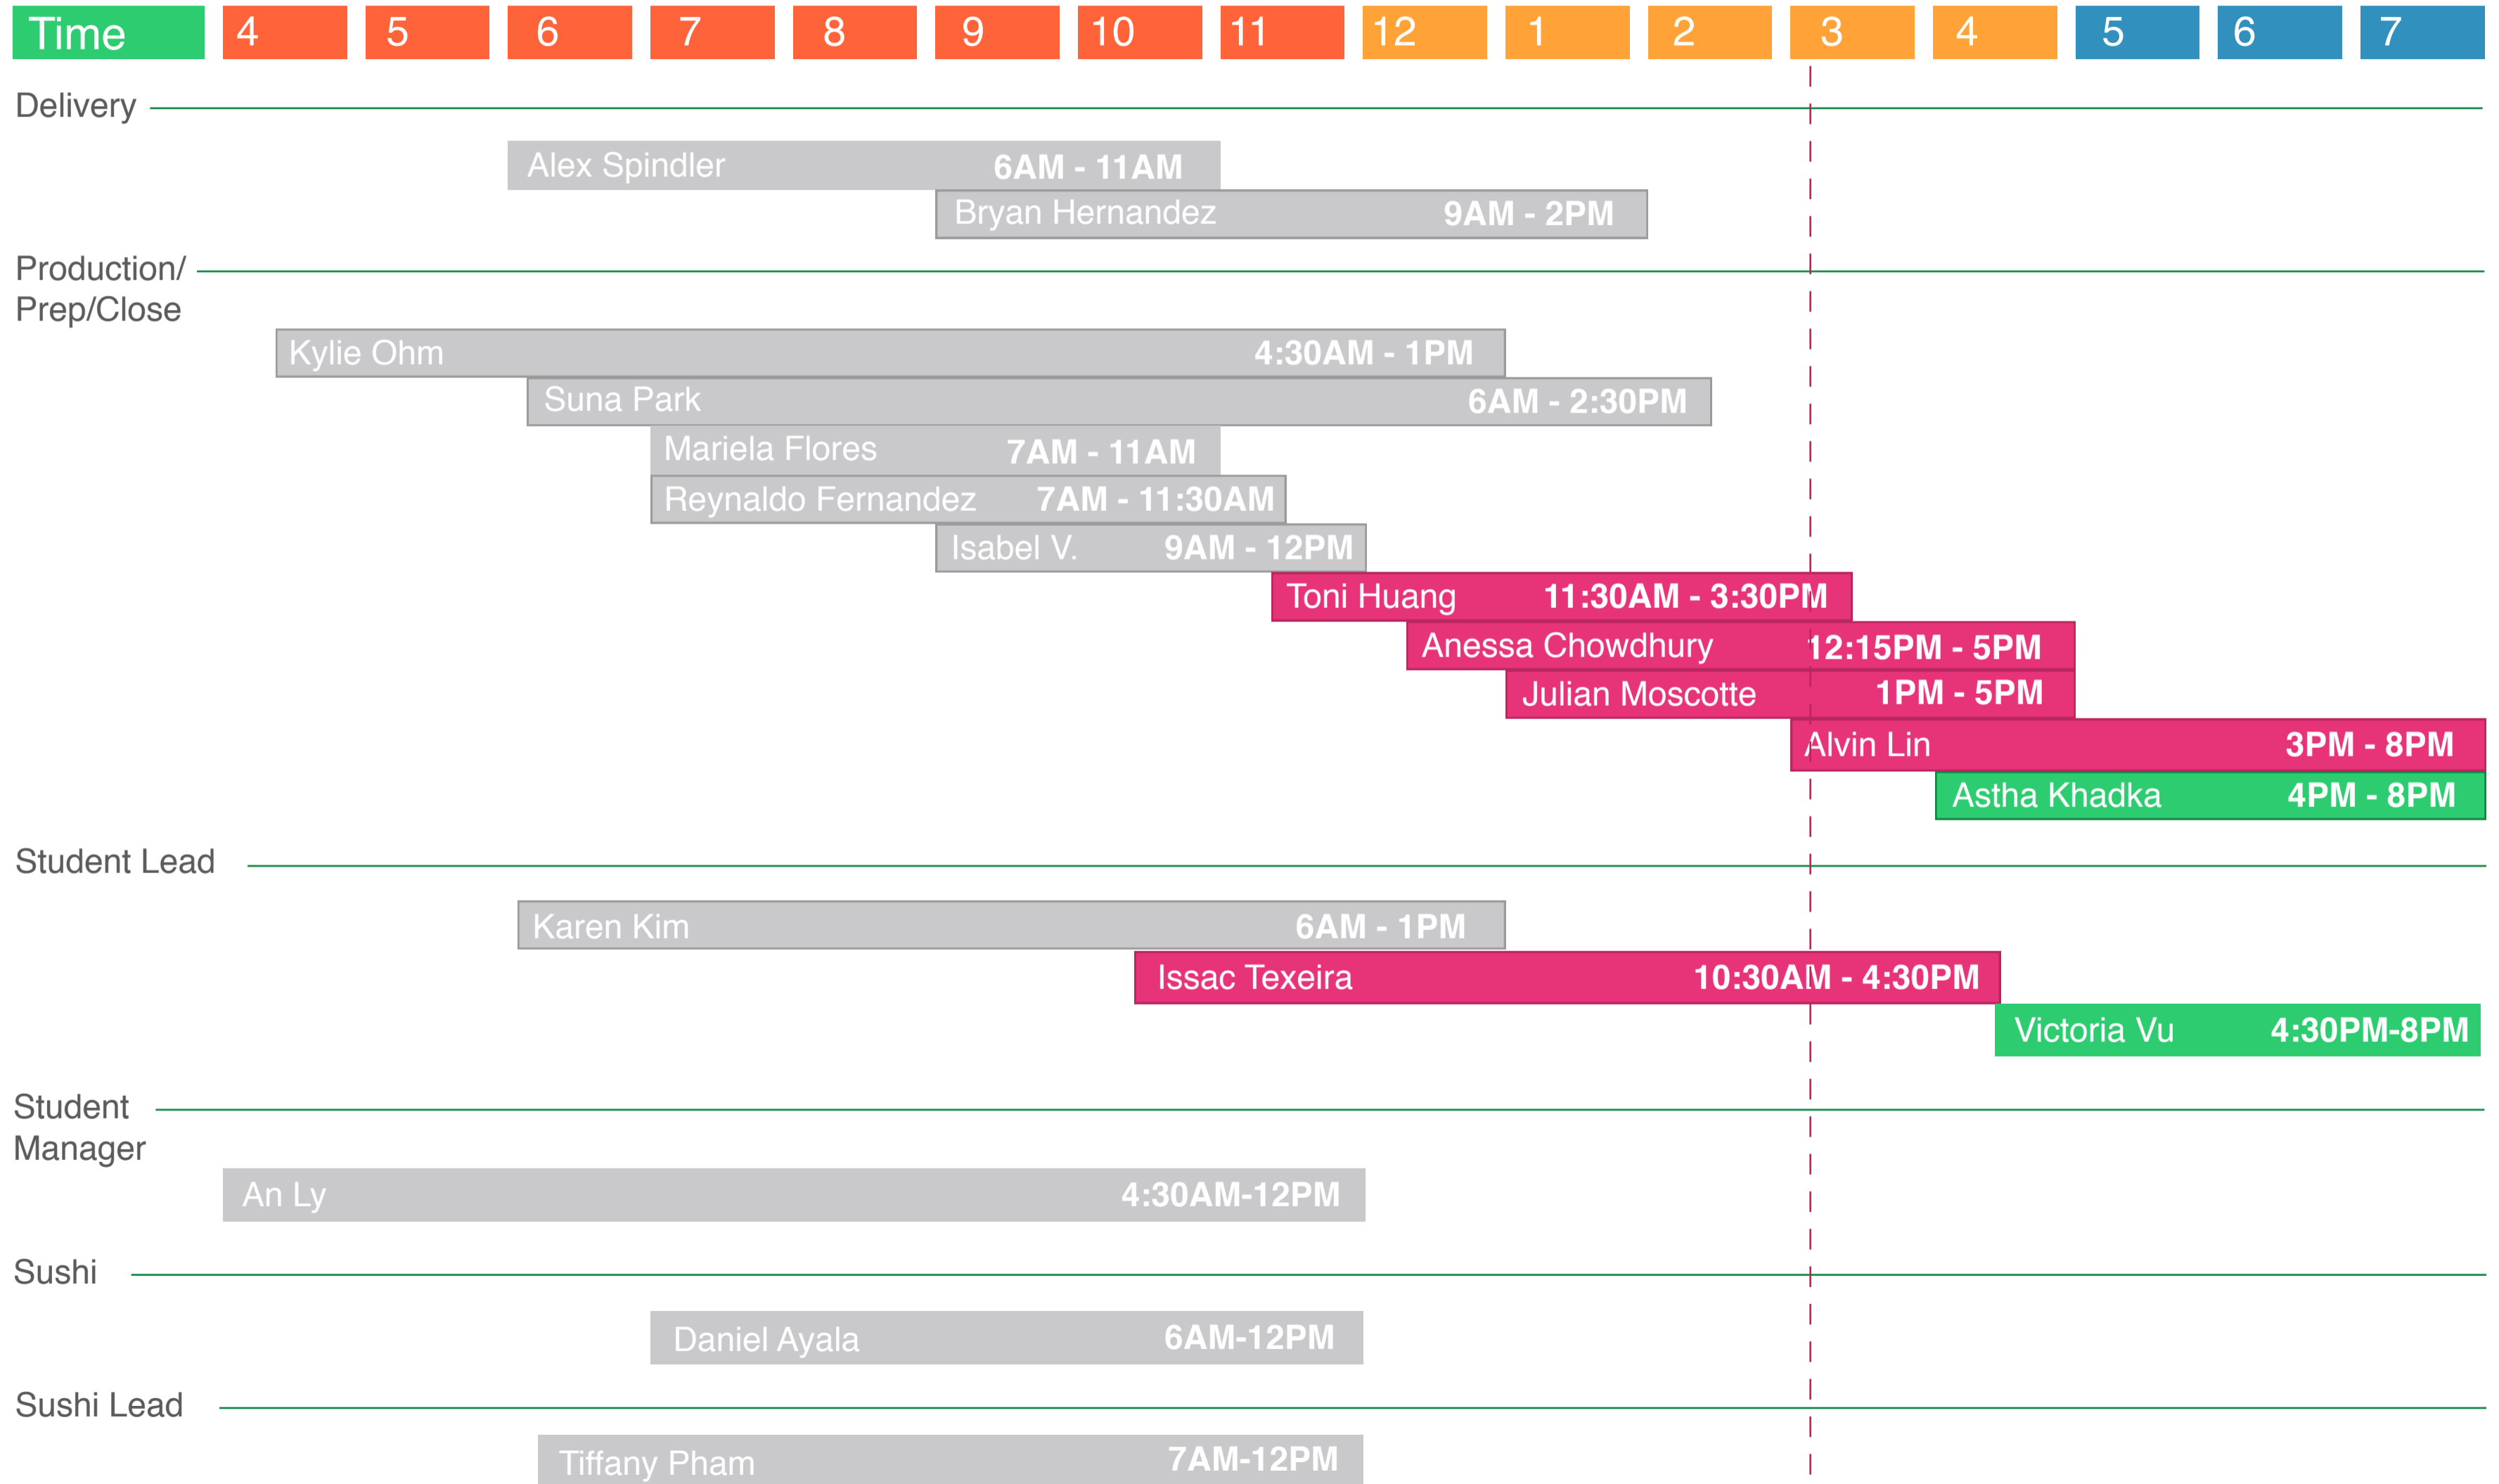 Time 4 5 6 7 8 9 10 11 12 1 2 3 4 5 6 7
Delivery
Alex Spindler 6AM - 11AM
Bryan Hernandez 9AM - 2PM
Production/
Prep/Close
Kylie Ohm 4:30AM - 1PM
Suna Park 6AM - 2:30PM
Mariela Flores 7AM - 11AM
Reynaldo Fernandez 7AM - 11:30AM
Isabel V. 9AM - 12PM
Toni Huang 11:30AM - 3:30PM
Anessa Chowdhury 12:15PM - 5PM
Julian Moscotte 1PM - 5PM
Alvin Lin 3PM - 8PM
Astha Khadka 4PM - 8PM
Student Lead
Karen Kim 6AM - 1PM
Issac Texeira 10:30AM - 4:30PM
Victoria Vu 4:30PM-8PM
Student
Manager
An Ly 4:30AM-12PM
Sushi
Daniel Ayala 6AM-12PM
Sushi Lead
Tiffany Pham 7AM-12PM